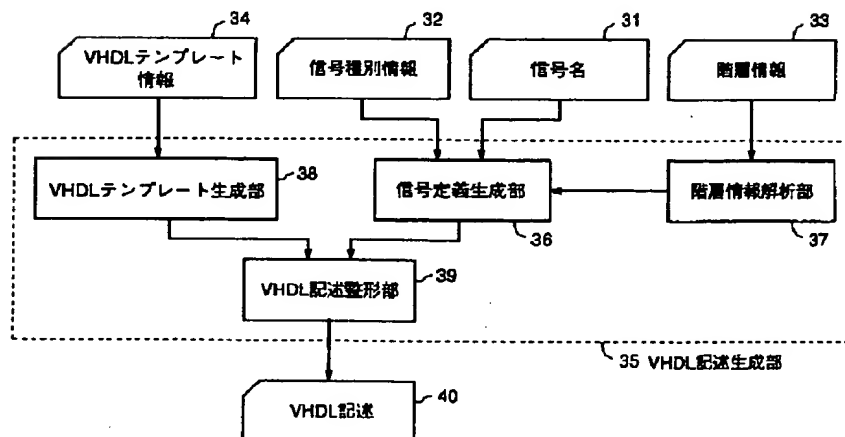 34
32
31
33
VHDLテンプレート
情報
信号種別情報
信号名
階層情報
38
VHDLテンプレート生成部
信号定義生成部
36
階層情報解析部
37
VHDL記述整形部
39
35 VHDL記述生成部
VHDL記述
40